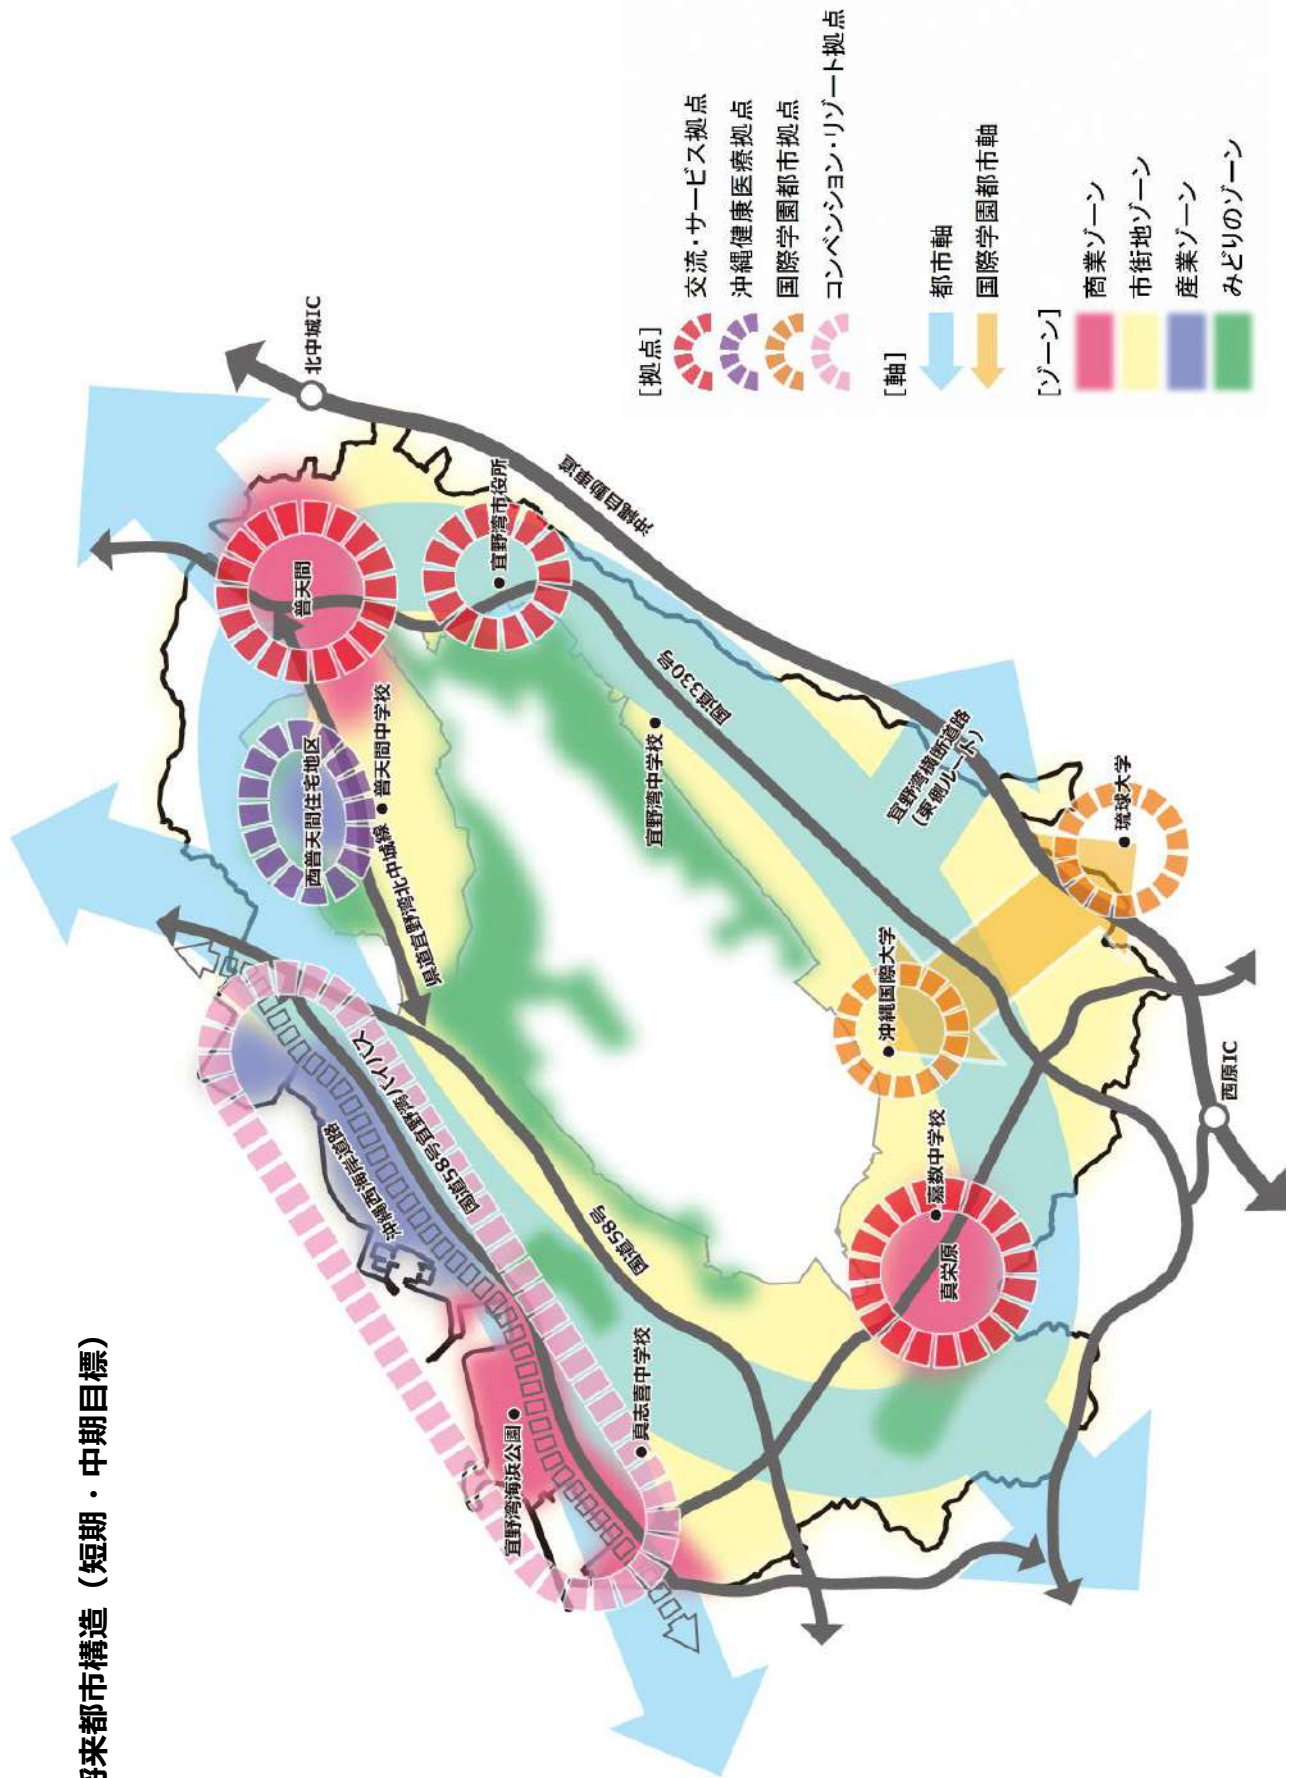 将来都市構造（短期・中期目標）
北中城IC
沖縄自動車道
普天間
宜野湾市役所
西普天間住宅地区
普天間中学校
県道宜野湾北中城線
国道330号
宜野湾中学校
宜野湾横断道路
(東側ルート)
琉球大学
沖縄国際大学
西原IC
嘉数中学校
真栄原
沖縄西海岸道路
国道58号宜野湾バイパス
国道58号
宜野湾海浜公園
真志喜中学校
[拠点]
交流・サービス拠点
沖縄健康医療拠点
国際学園都市拠点
コンベンション・リゾート拠点
[軸]
都市軸
国際学園都市軸
[ゾーン]
商業ゾーン
市街地ゾーン
産業ゾーン
みどりのゾーン